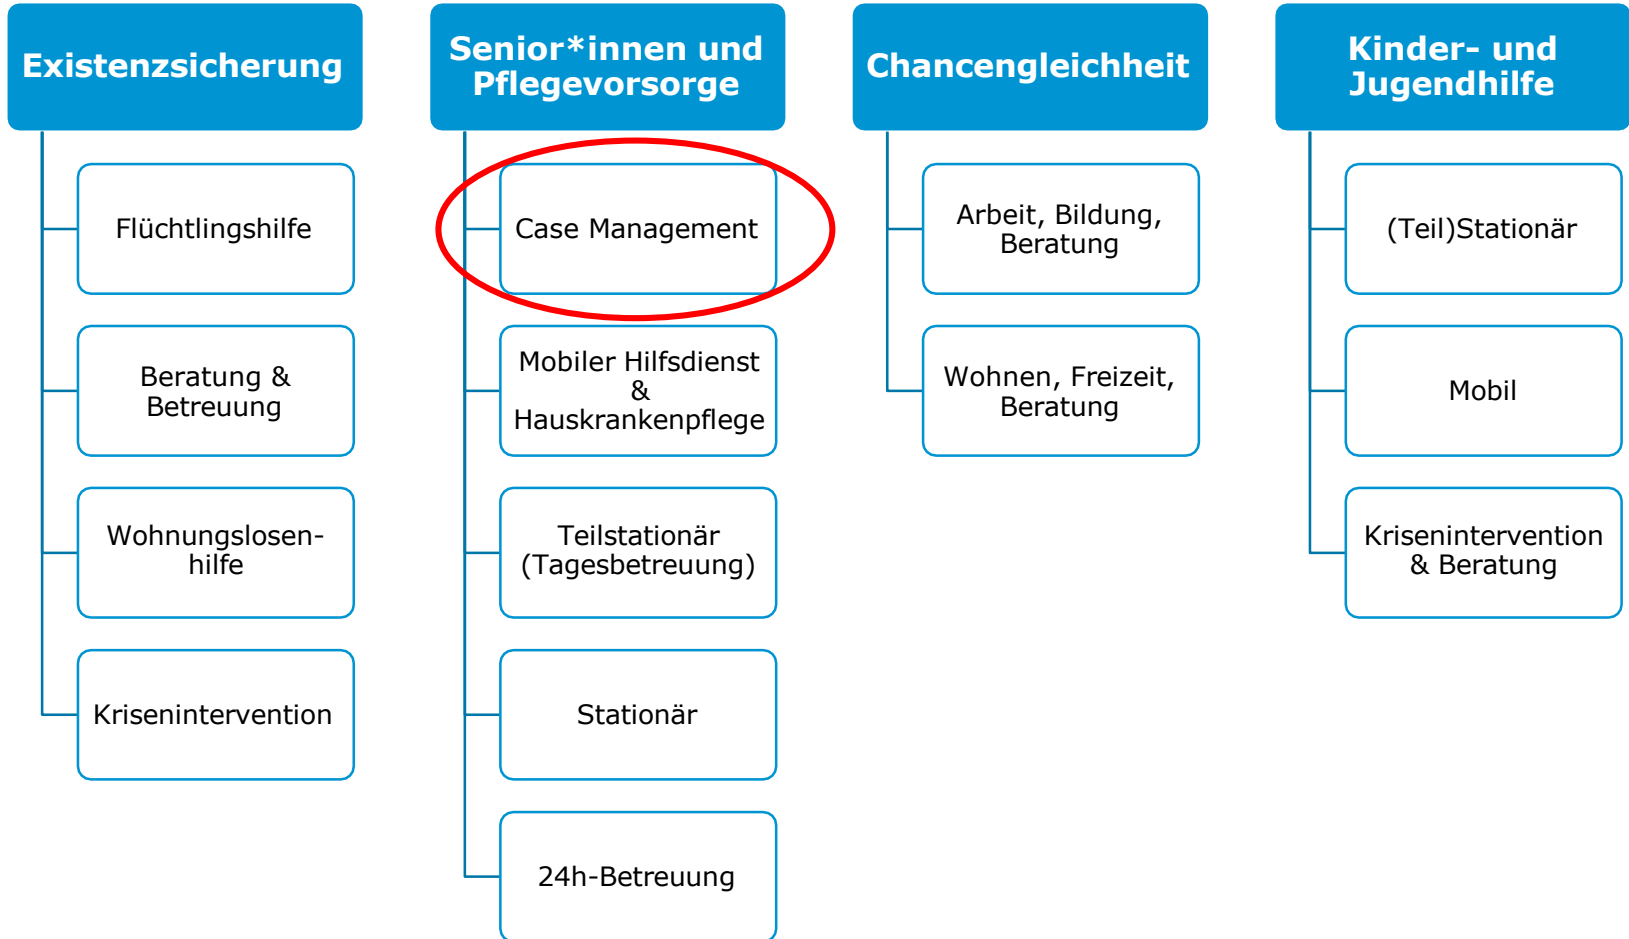 Existenzsicherung
Flüchtlingshilfe
Beratung &
Betreuung
Wohnungslosen-
hilfe
Krisenintervention
Senior*innen und
Pflegevorsorge
Case Management
Mobiler Hilfsdienst
&
Hauskrankenpflege
Teilstationär
(Tagesbetreuung)
Stationär
24h-Betreuung
Chancengleichheit
Arbeit, Bildung,
Beratung
Wohnen, Freizeit,
Beratung
Kinder- und
Jugendhilfe
(Teil)Stationär
Mobil
Krisenintervention
& Beratung